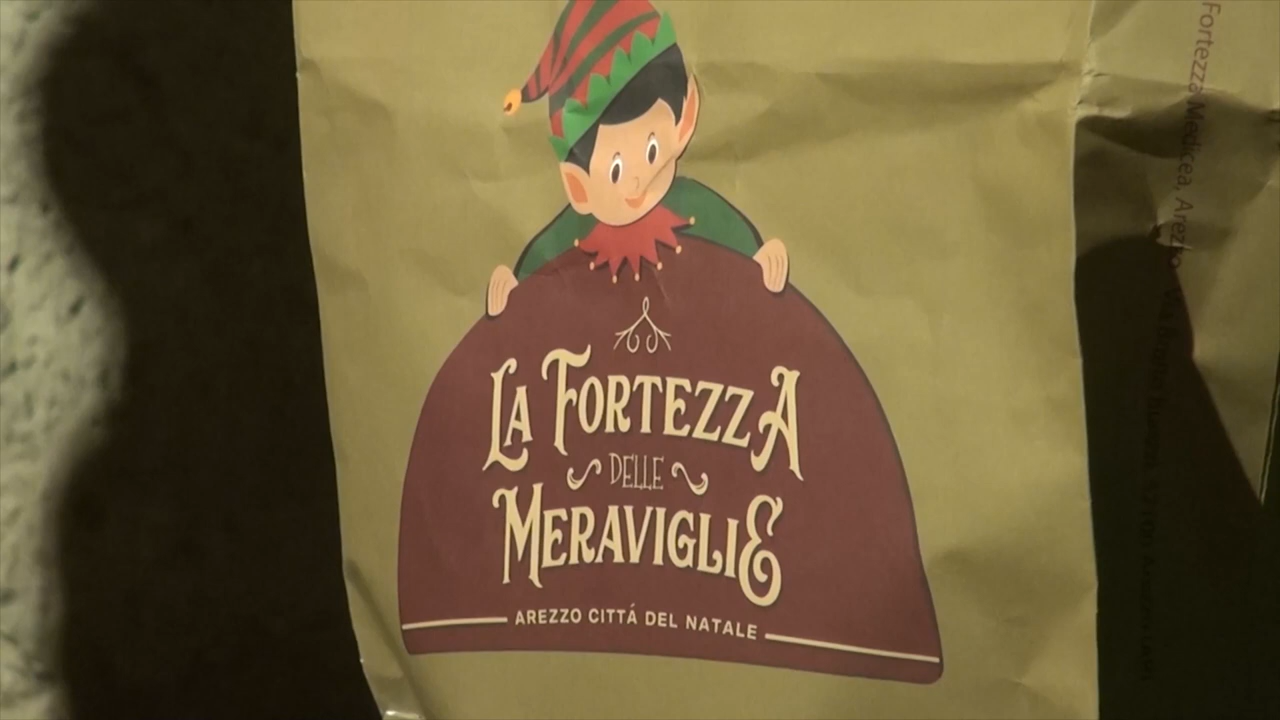 LA FORTEZZA
DELLE
MERAVIGLIE
AREZZO CITTÁ DEL NATALE
Fortezza Medicea, Arezzo